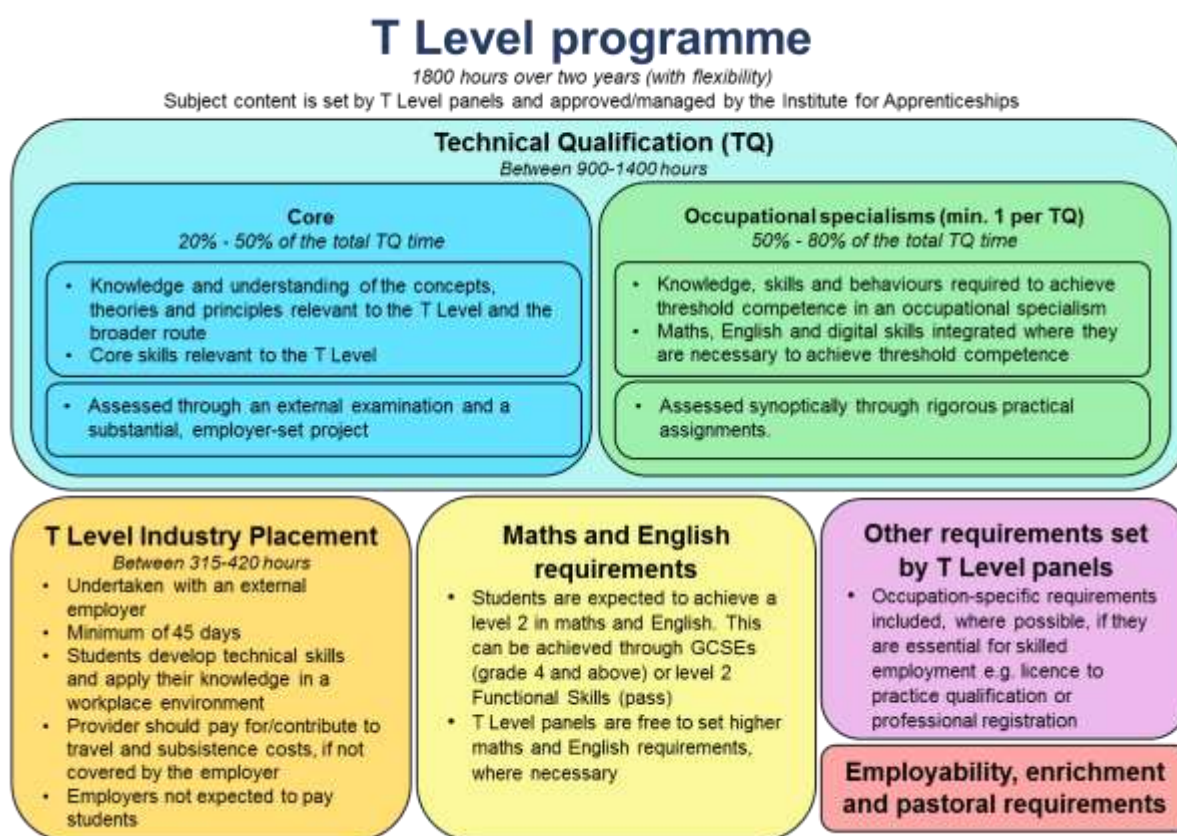 T Level programme
1800 hours over two years (with flexibility)
Subject content is set by T Level panels and approved/managed by the Institute for Apprenticeships
Technical Qualification (TQ)
Between 900-1400 hours
Core
20% - 50% of the total TQ time
• Knowledge and understanding of the concepts,
theories and principles relevant to the T Level and the
broader route
• Core skills relevant to the T Level
• Assessed through an external examination and a
substantial, employer-set project
Occupational specialisms (min. 1 per TQ)
50% - 80% of the total TQ time
• Knowledge, skills and behaviours required to achieve
threshold competence in an occupational specialism
• Maths, English and digital skills integrated where they
are necessary to achieve threshold competence
• Assessed synoptically through rigorous practical
assignments.
T Level Industry Placement
Between 315-420 hours
• Undertaken with an external
employer
• Minimum of 45 days
• Students develop technical skills
and apply their knowledge in a
workplace environment
• Provider should pay for/contribute to
travel and subsistence costs, if not
covered by the employer
• Employers not expected to pay
students
Maths and English
requirements
• Students are expected to achieve a
level 2 in maths and English. This
can be achieved through GCSEs
(grade 4 and above) or level 2
Functional Skills (pass)
• T Level panels are free to set higher
maths and English requirements,
where necessary
Other requirements set
by T Level panels
• Occupation-specific requirements
included, where possible, if they
are essential for skilled
employment e.g. licence to
practice qualification or
professional registration
Employability, enrichment
and pastoral requirements